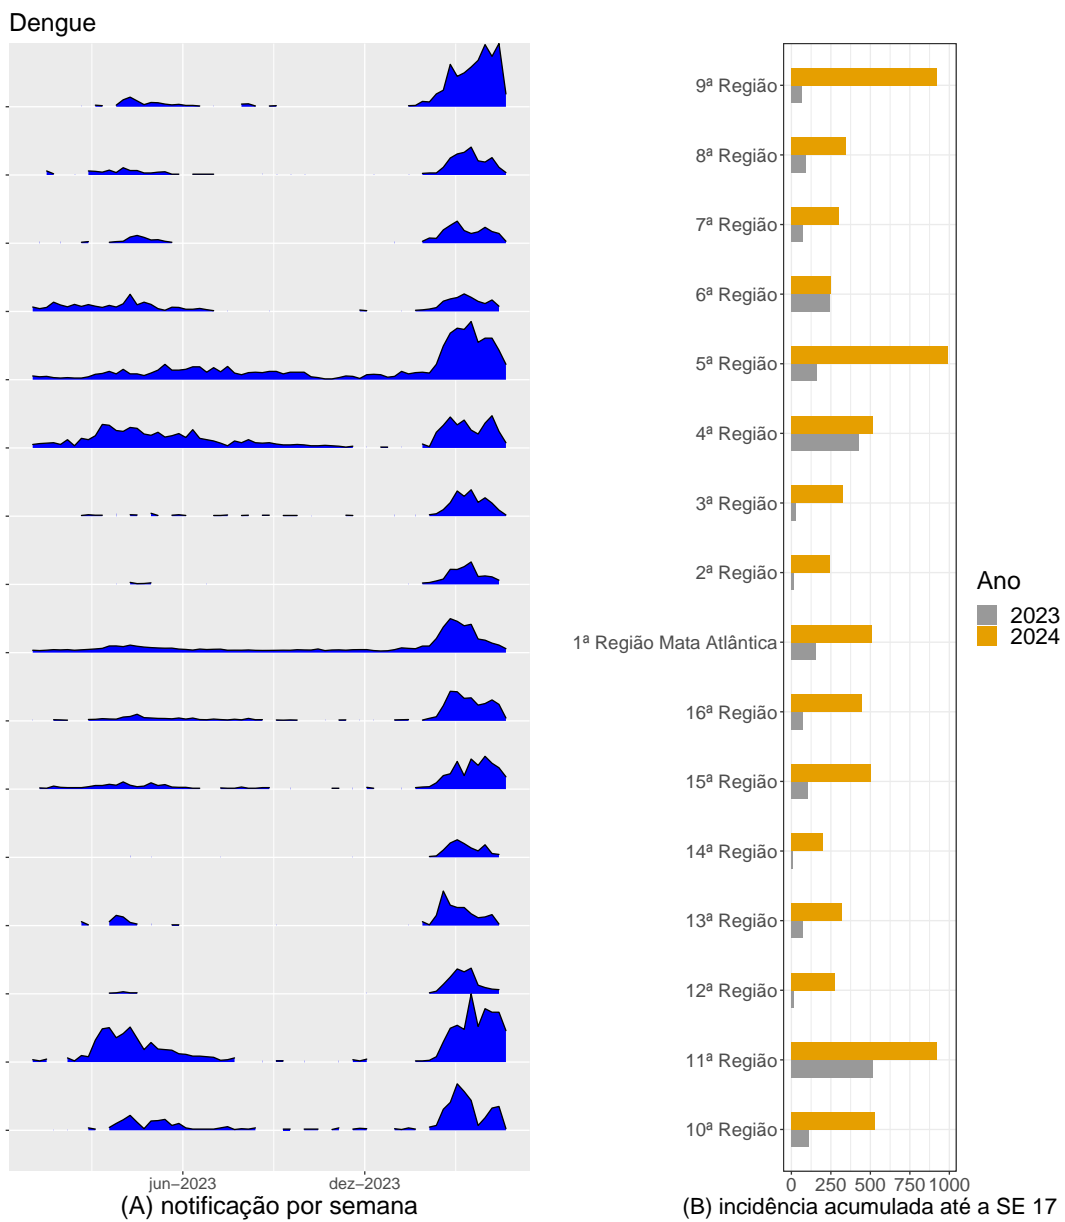 Dengue
9ª Região
8ª Região
7ª Região
6ª Região
5ª Região
4ª Região
3ª Região
2ª Região
1ª Região Mata Atlântica
16ª Região
15ª Região
14ª Região
13ª Região
12ª Região
11ª Região
10ª Região
Ano
2023
2024
jun−2023 dez−2023
0 250 500 750 1000
(A) notificação por semana
(B) incidência acumulada até a SE 17